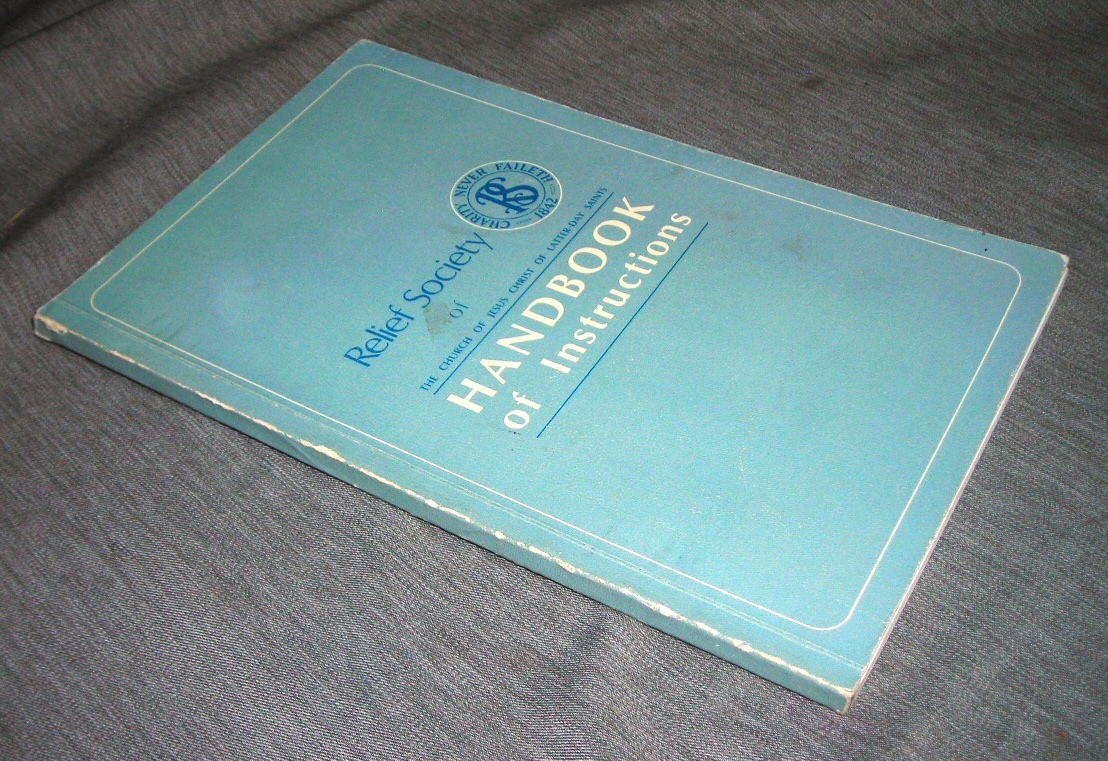 CHARITY NEVER FAILETH
RS
1842
Relief Society
of
THE CHURCH OF JESUS CHRIST OF LATTER-DAY SAINTS
HANDBOOK
of Instructions